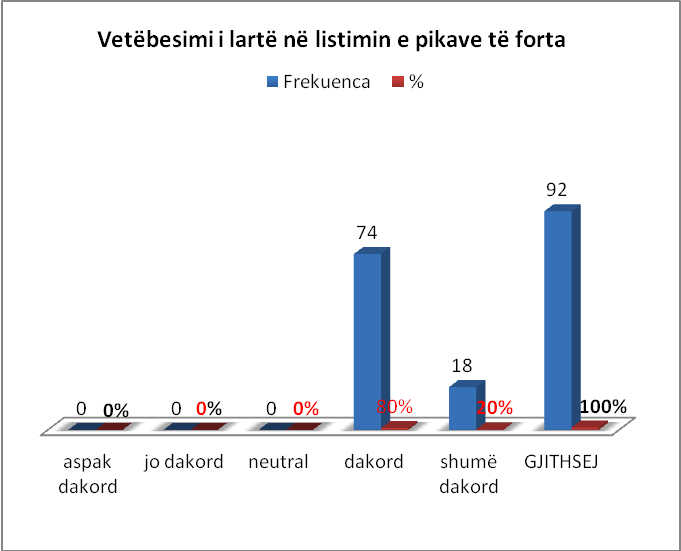 Vetëbesimi i lartë në listimin e pikave të forta
Frekuenca %
92
74
18
0 0% 0 0% 0 0% 80% 20% 100%
aspak dakord
jo dakord
neutral
dakord
shumë dakord
GJITHSEJ